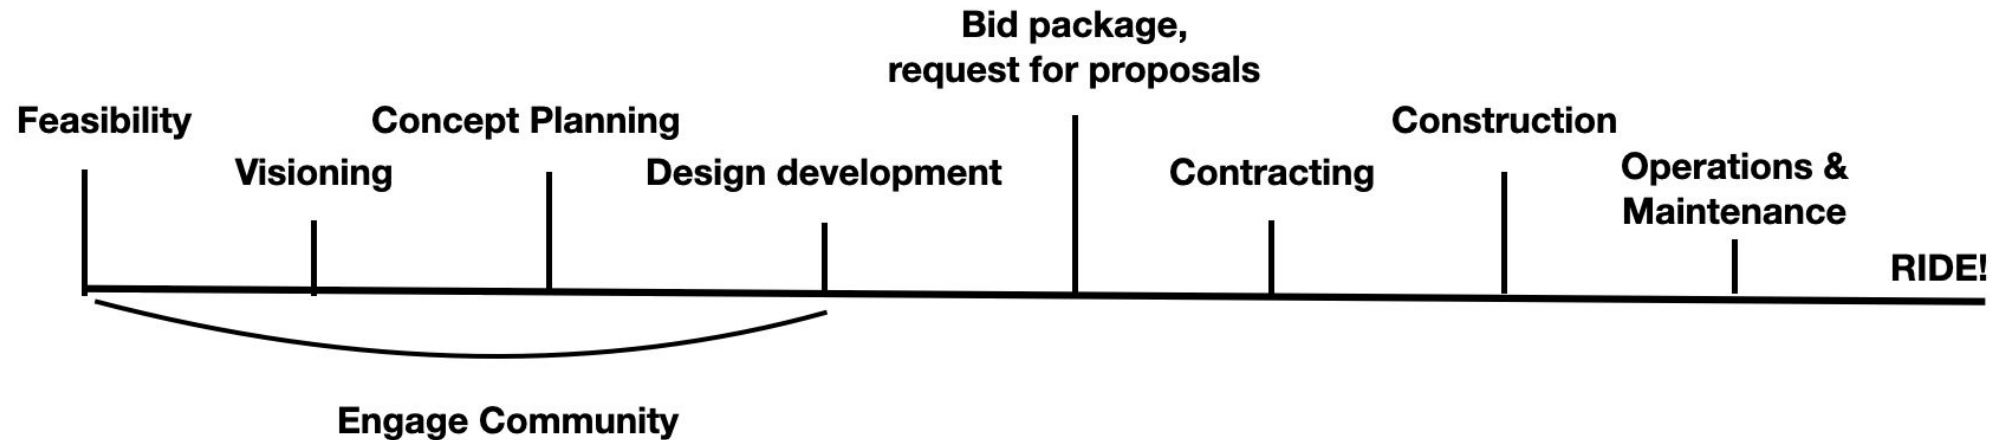 Feasibility
Visioning
Concept Planning
Design development
Bid package,
request for proposals
Contracting
Construction
Operations &
Maintenance
RIDE!
Engage Community